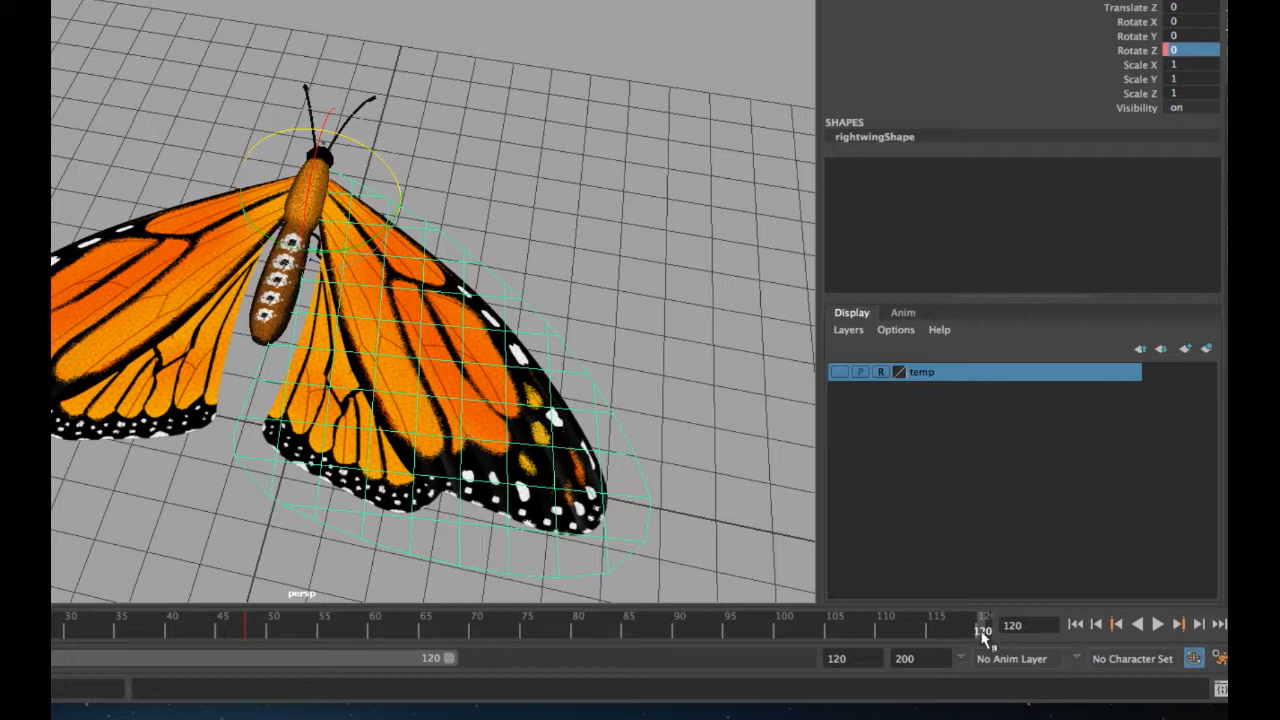 Translate Z 0
Rotate X 0
Rotate Y 0
Rotate Z 0
Scale X 1
Scale Y 1
Scale Z 1
Visibility on
SHAPES
rightwingShape
Display Anim
Layers Options Help
P R temp
persp
30 35 40 45 50 55 60 65 70 75 80 85 90 95 100 105 110 115
120
120
120 120 200 No Anim Layer No Character Set